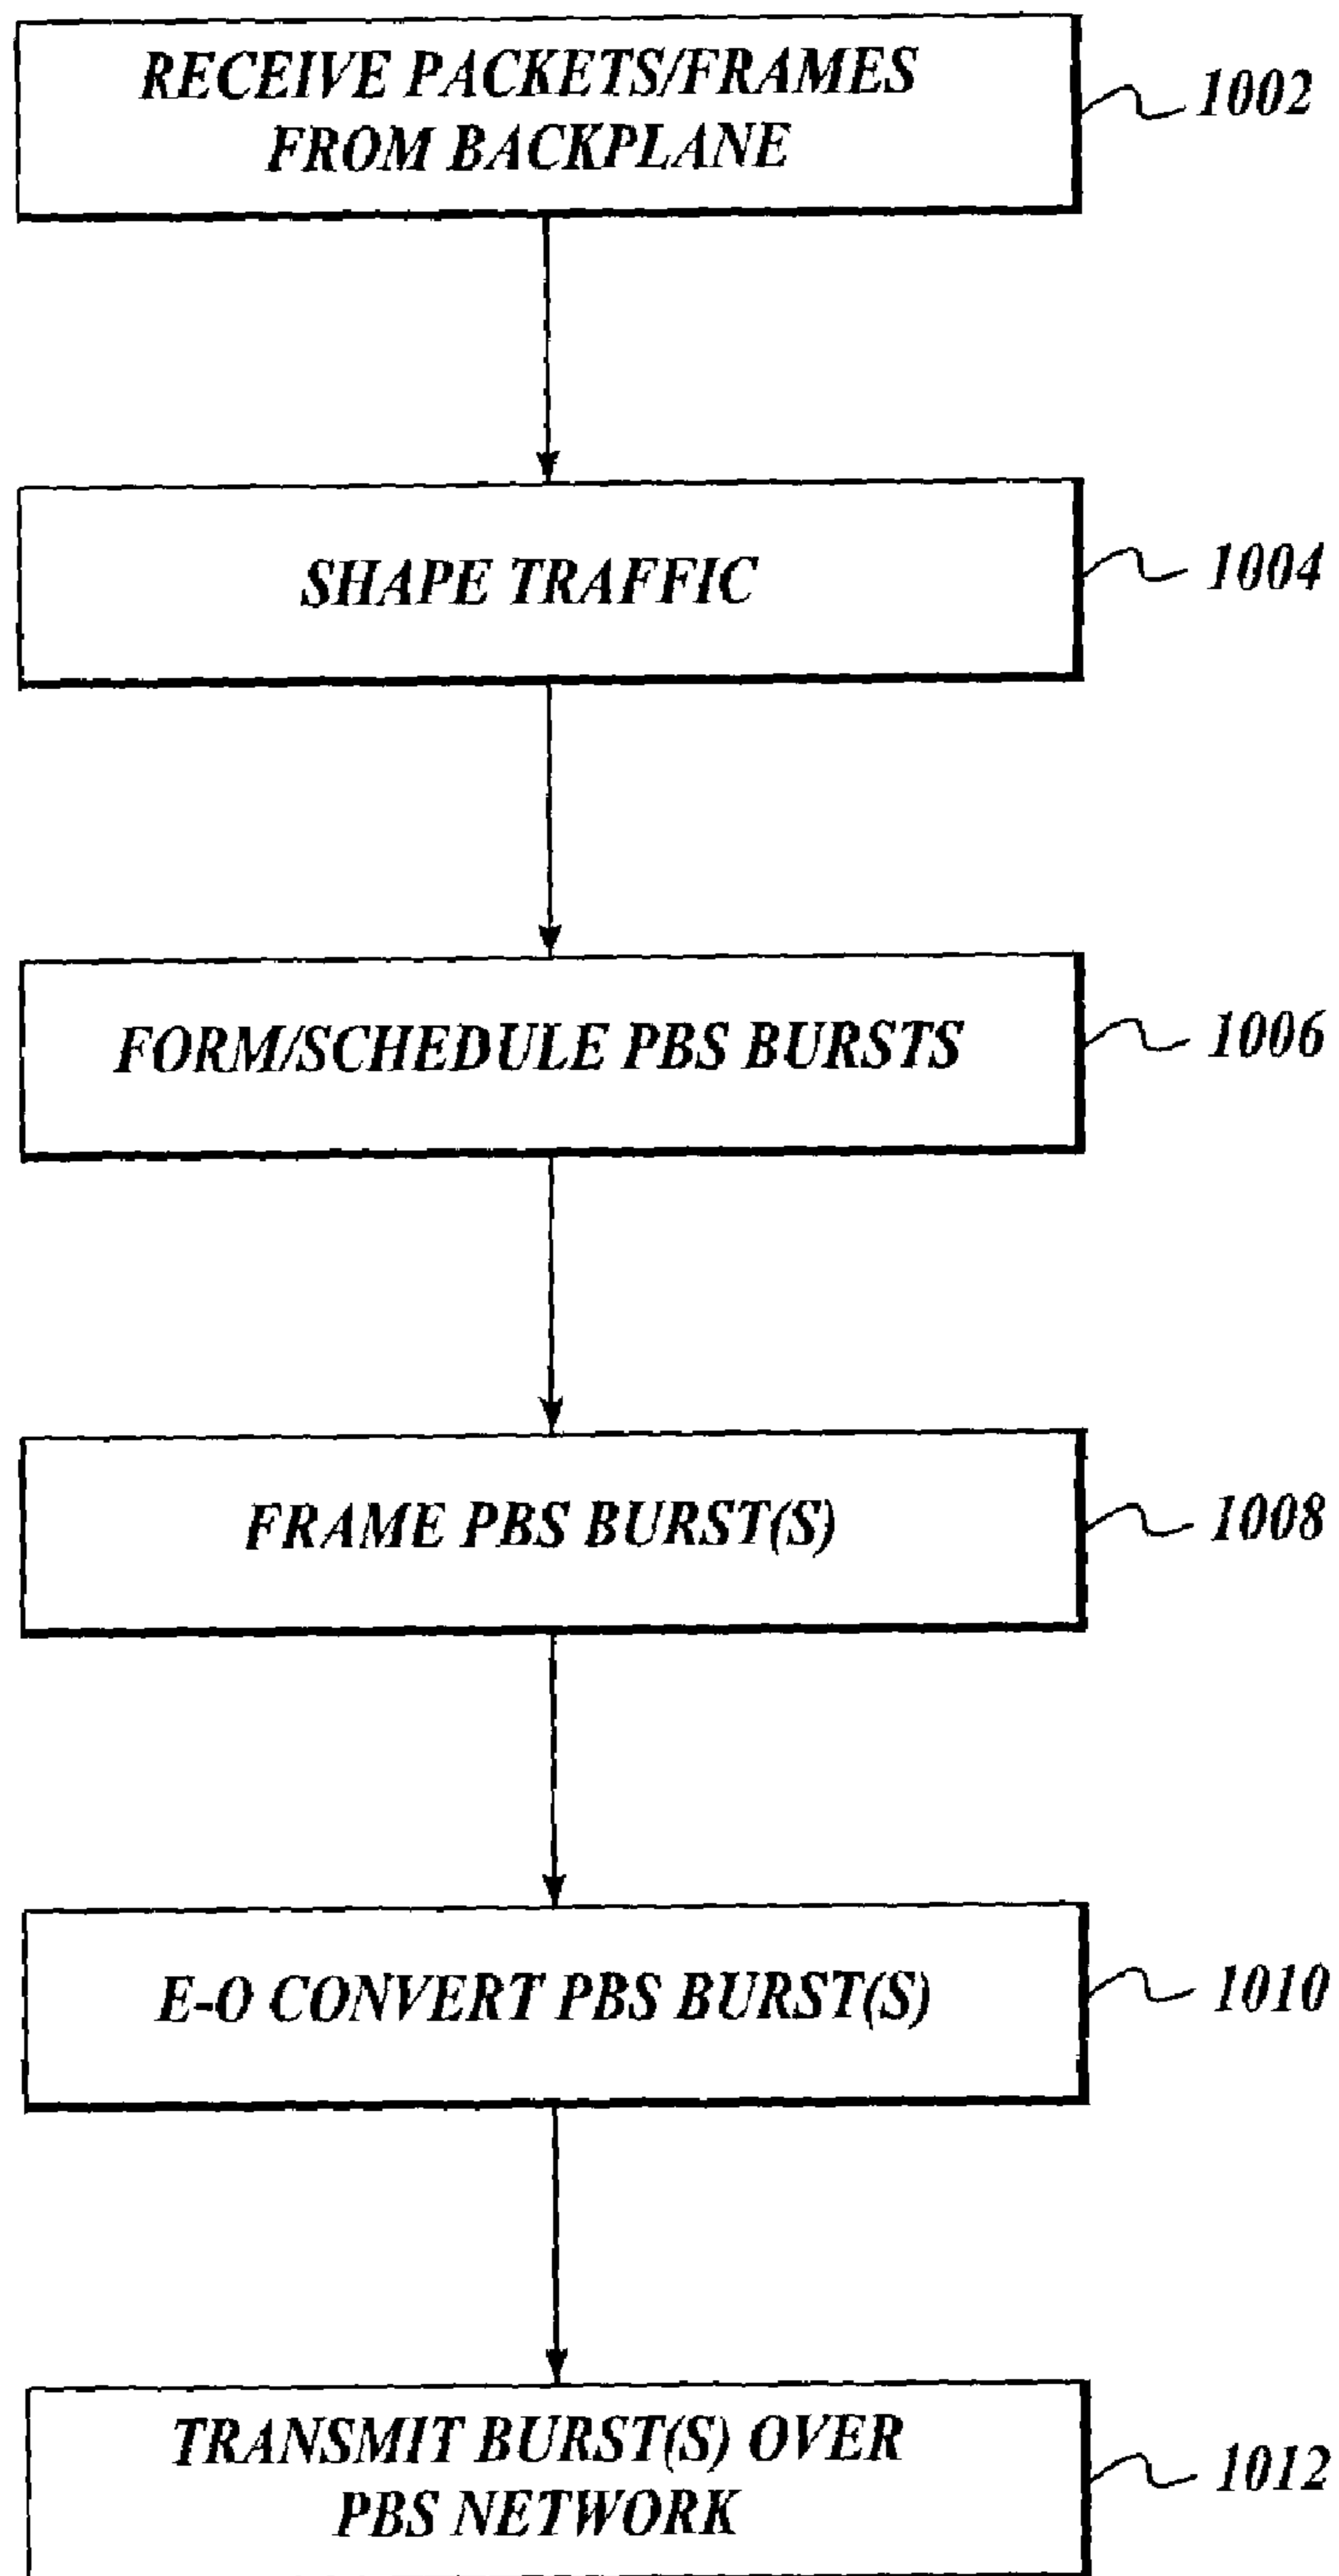 RECEIVE PACKETS/FRAMES
FROM BACKPLANE
1002
SHAPE TRAFFIC
1004
FORM/SCHEDULE PBS BURSTS
1006
FRAME PBS BURST(S)
1008
E-O CONVERT PBS BURST(S)
1010
TRANSMIT BURST(S) OVER
PBS NETWORK
1012